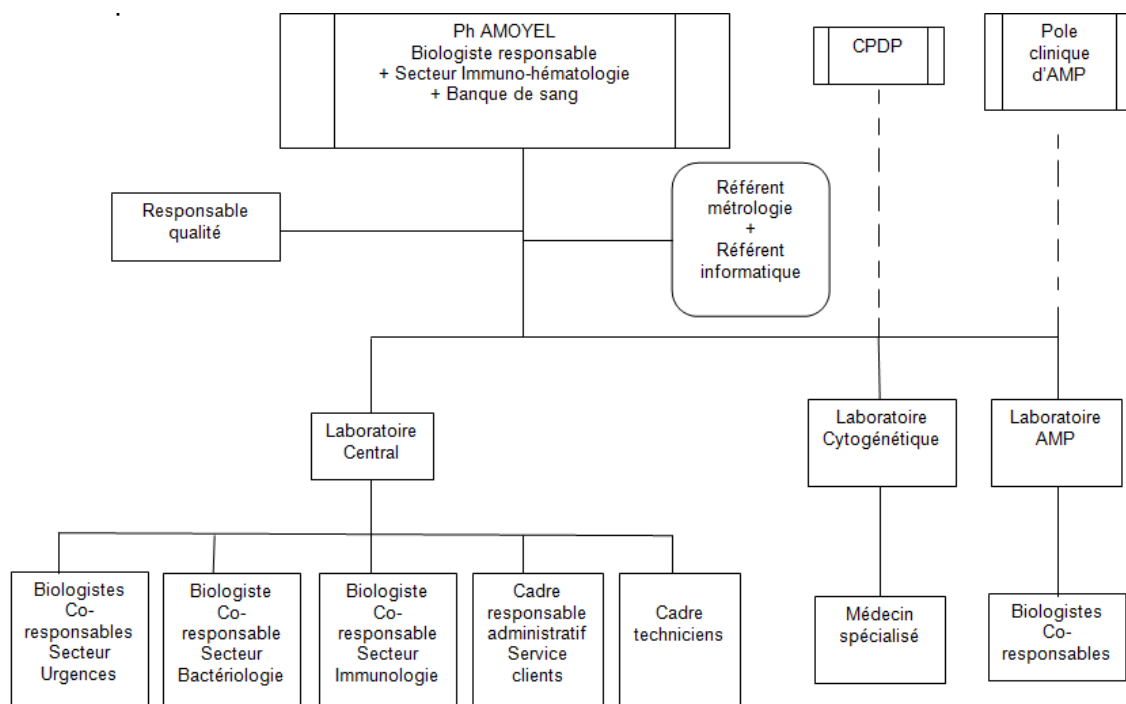 Ph AMOYEL
Biologiste responsable
+ Secteur Immuno-hématologie
+ Banque de sang
CPDP
Pole
clinique
d'AMP
Responsable
qualité
Référent
métrologie
+
Référent
informatique
Laboratoire
Central
Laboratoire
Cytogénétique
Laboratoire
AMP
Biologistes
Co-
responsables
Secteur
Urgences
Biologiste
Co-
responsable
Secteur
Bactériologie
Biologiste
Co-
responsable
Secteur
Immunologie
Cadre
responsable
administratif
Service
clients
Cadre
techniciens
Médecin
spécialisé
Biologistes
Co-
responsables